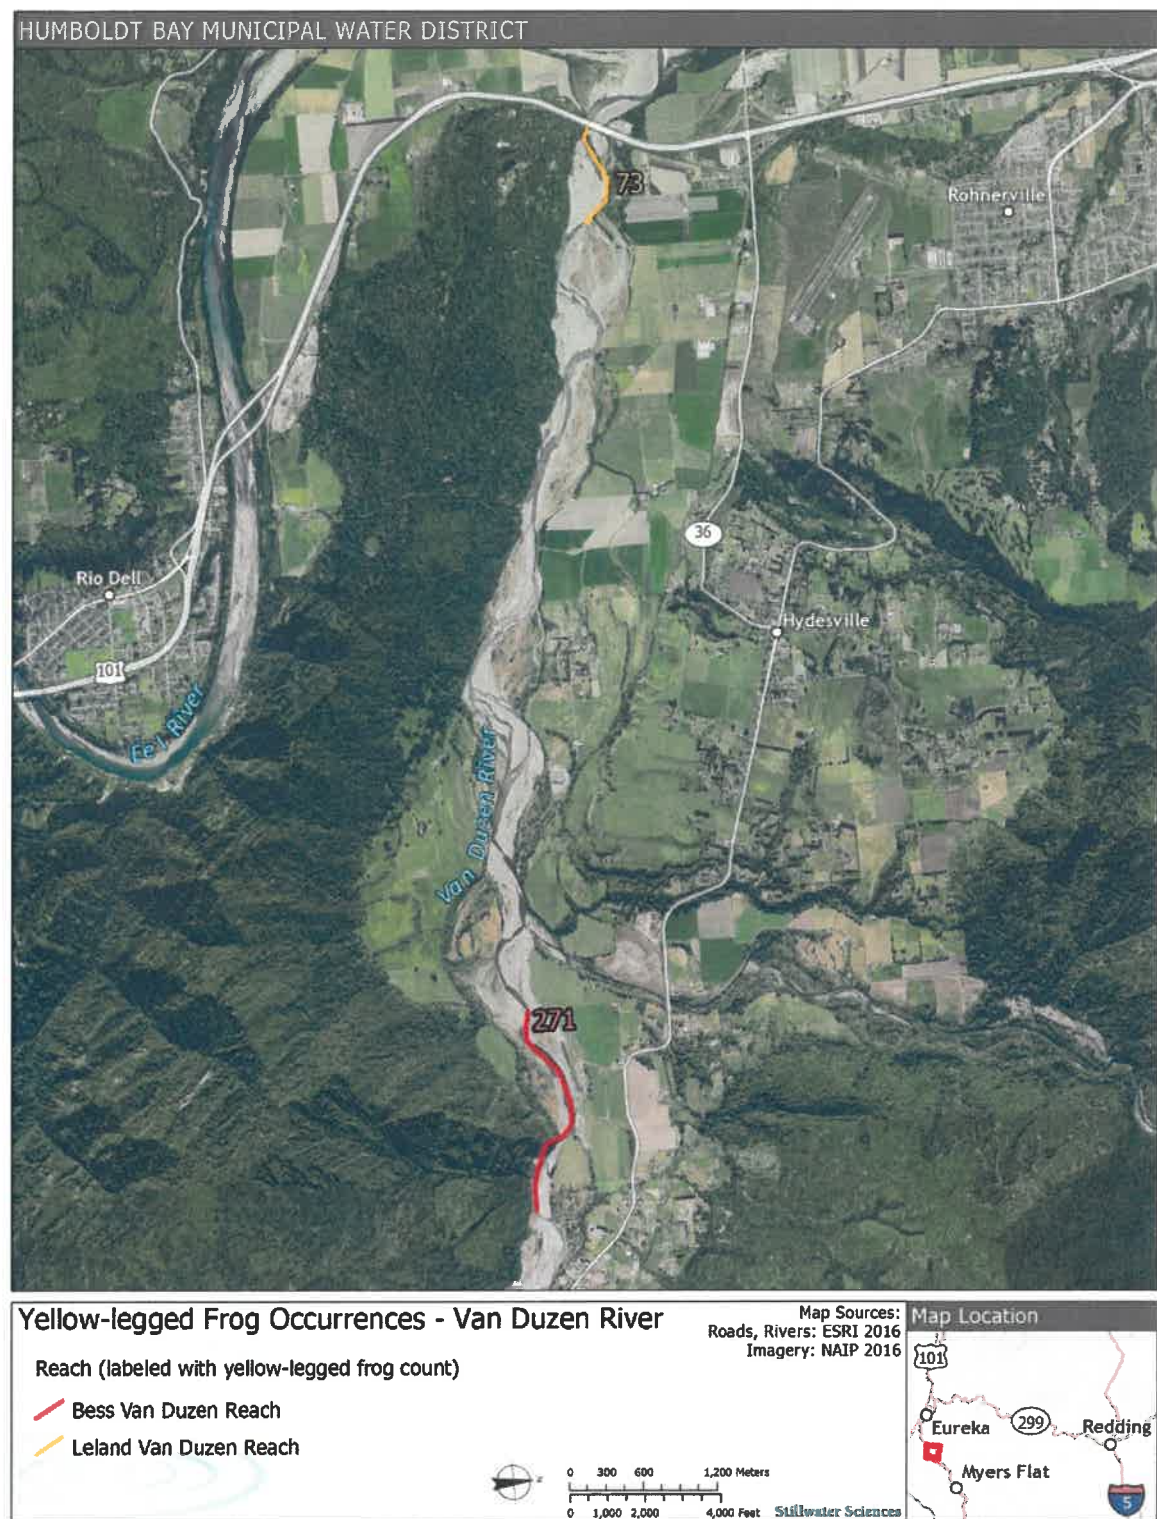 HUMBOLDT BAY MUNICIPAL WATER DISTRICT
73
Rohnerville
36
Rio Dell
Hydesville
101
Eel River
Van Duzen River
271
Yellow-legged Frog Occurrences - Van Duzen River
Reach (labeled with yellow-legged frog count)
Bess Van Duzen Reach
Leland Van Duzen Reach
Map Sources:
Roads, Rivers: ESRI 2016
Imagery: NAIP 2016
z
0 300 600 1,200 Meters
0 1,000 2,000 4,000 Feet
Stillwater Sciences
Map Location
101
Eureka
299
Redding
Myers Flat
5